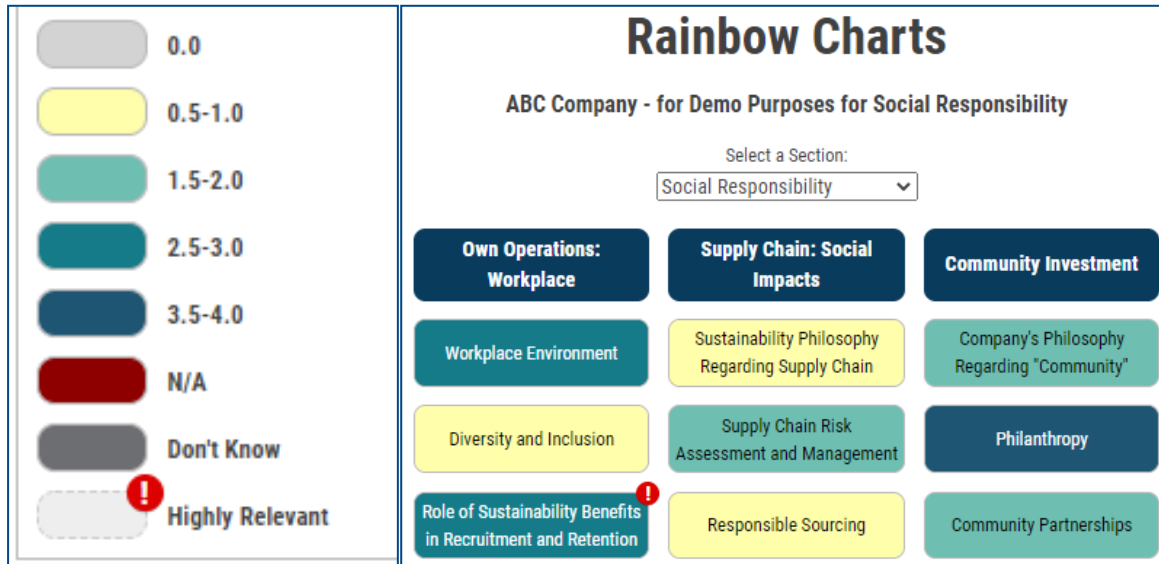 0.0
0.5-1.0
1.5-2.0
2.5-3.0
3.5-4.0
N/A
Don't Know
!
Highly Relevant
Rainbow Charts
ABC Company - for Demo Purposes for Social Responsibility
Select a Section:
Social Responsibility
Own Operations:
Workplace
Supply Chain: Social
Impacts
Community Investment
Workplace Environment
Sustainability Philosophy
Regarding Supply Chain
Company's Philosophy
Regarding "Community"
Diversity and Inclusion
Supply Chain Risk
Assessment and Management
Philanthropy
!
Role of Sustainability Benefits
in Recruitment and Retention
Responsible Sourcing
Community Partnerships